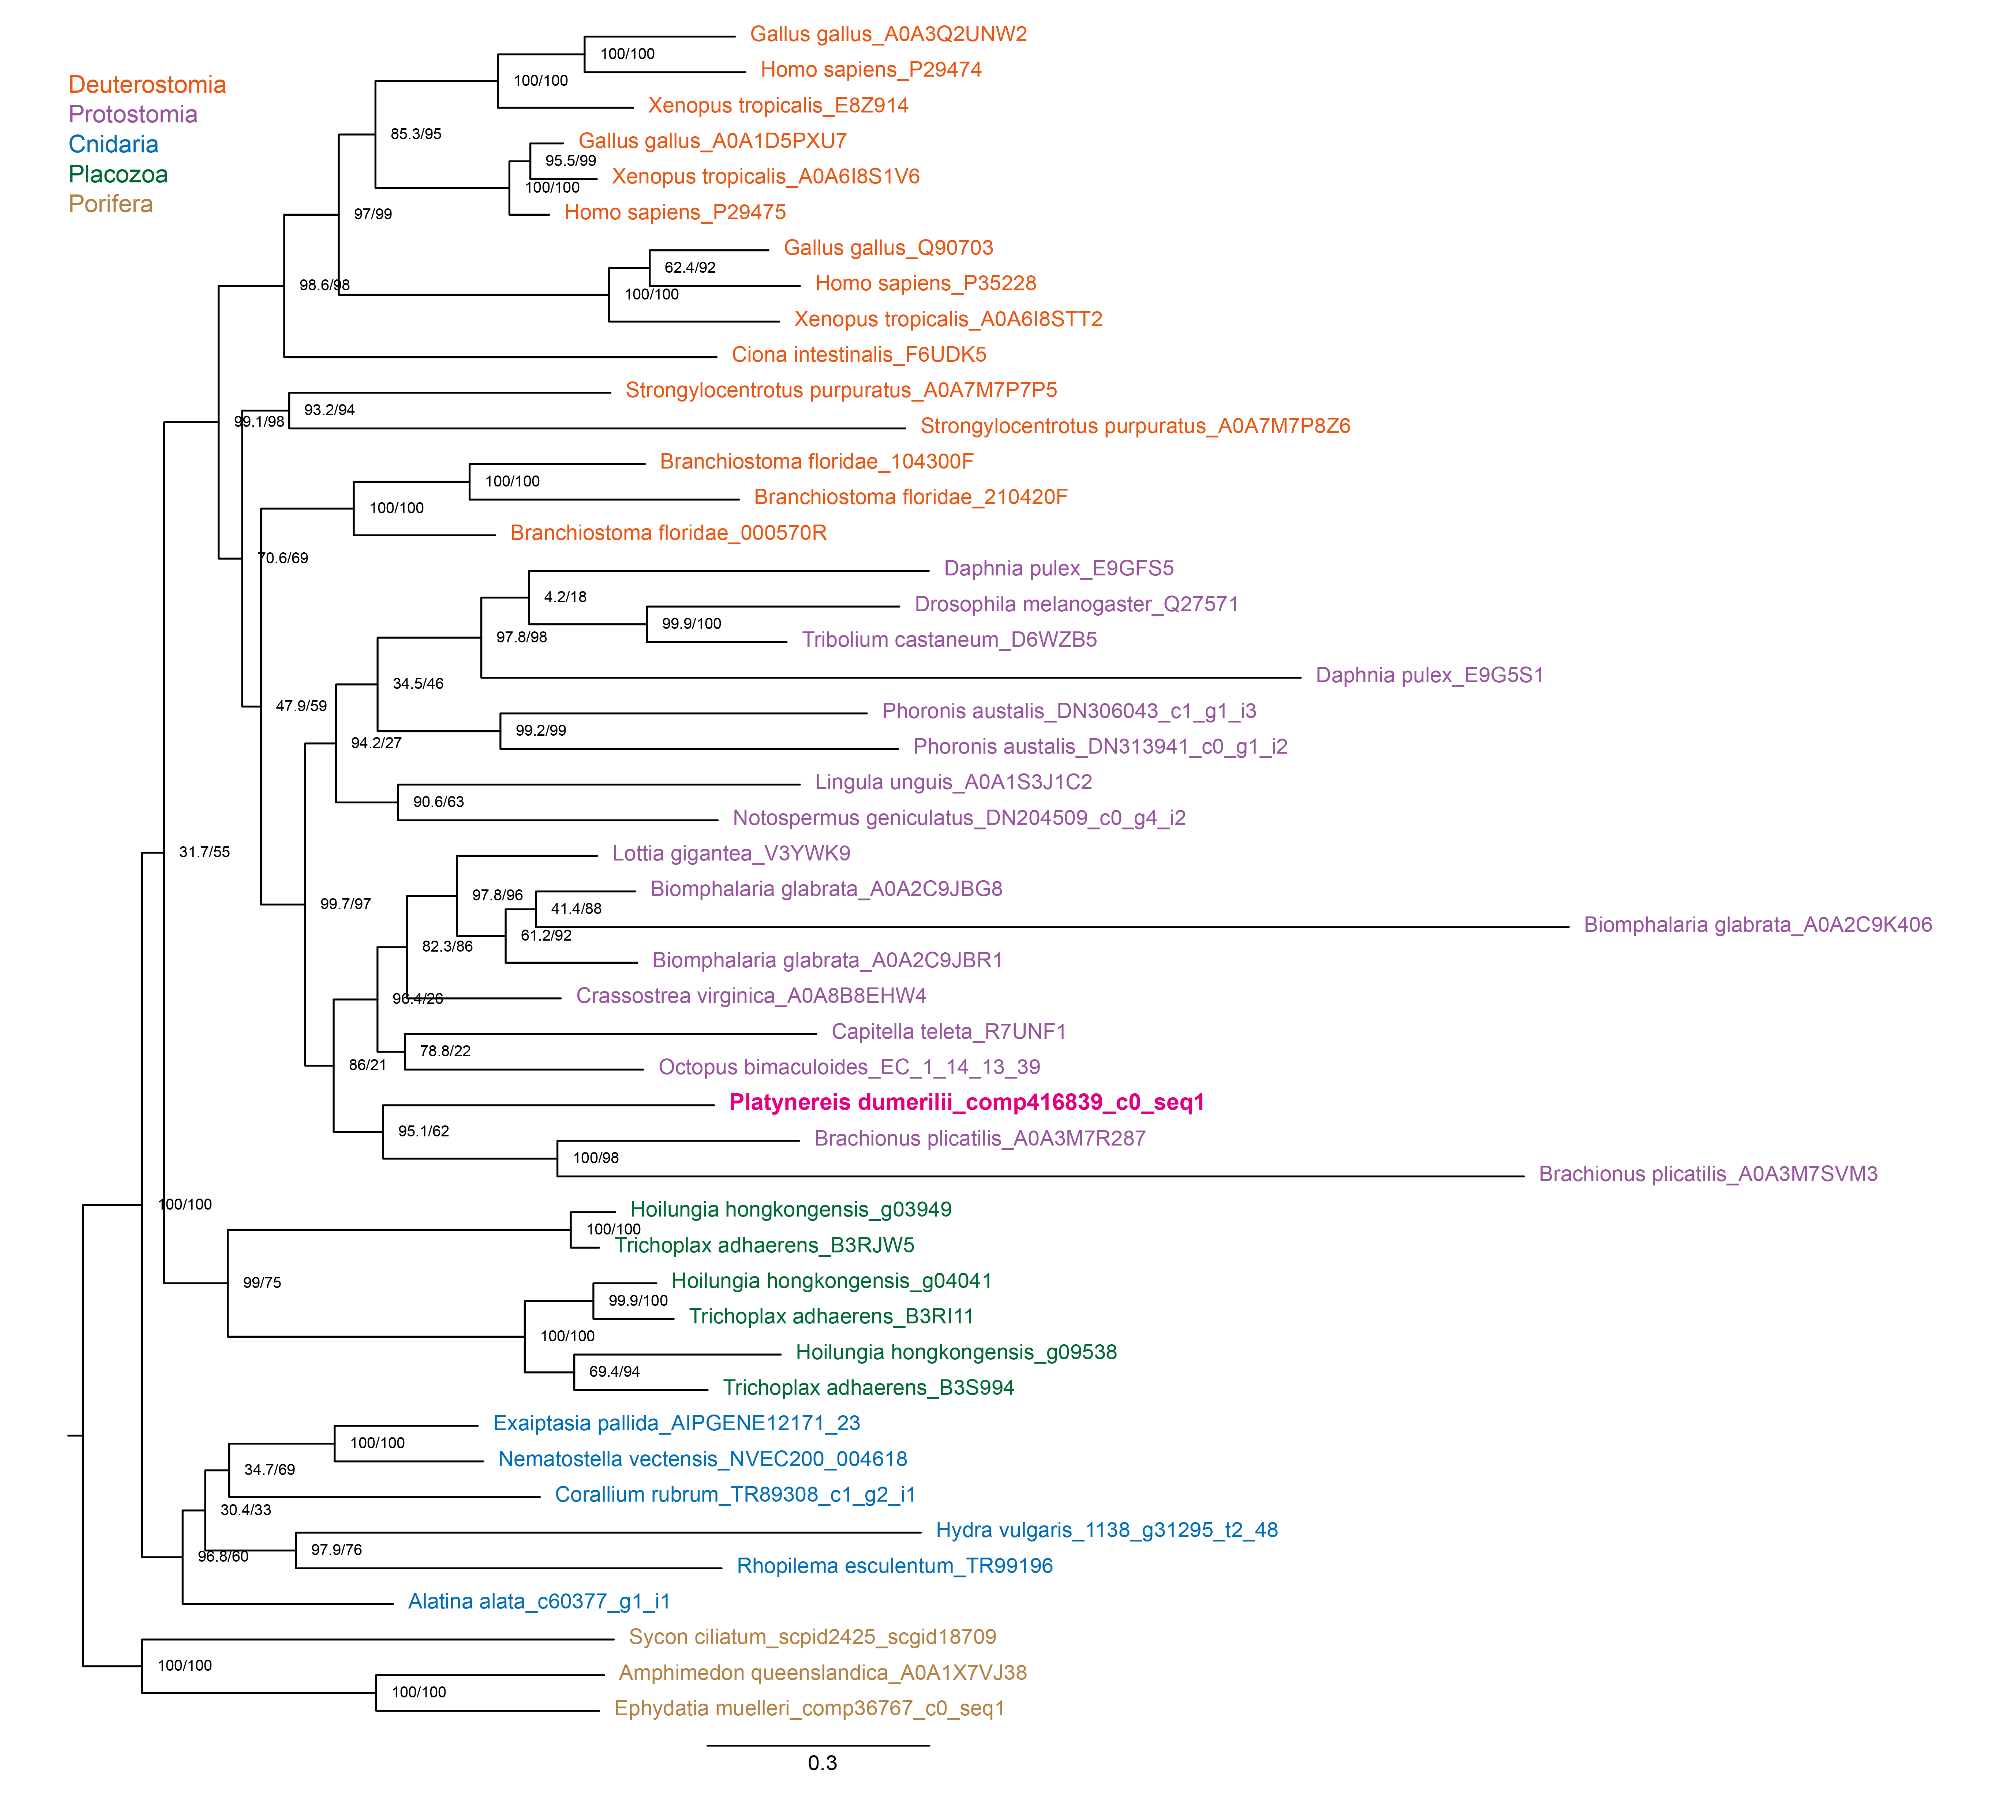 Deuterostomia
Protostomia
Cnidaria
Placozoa
Porifera
Gallus gallus_A0A3Q2UNW2
100/100
Homo sapiens_P29474
100/100
Xenopus tropicalis_E8Z914
85.3/95
Gallus gallus_A0A1D5PXU7
95.5/99
Xenopus tropicalis_A0A6I8S1V6
100/100
Homo sapiens_P29475
97/99
Gallus gallus_Q90703
62.4/92
Homo sapiens_P35228
98.6/98
100/100
Xenopus tropicalis_A0A6I8STT2
Ciona intestinalis_F6UDK5
Strongylocentrotus purpuratus_A0A7M7P7P5
93.2/94
99.1/98
Strongylocentrotus purpuratus_A0A7M7P8Z6
Branchiostoma floridae_104300F
100/100
Branchiostoma floridae_210420F
100/100
Branchiostoma floridae_000570R
70.6/69
Daphnia pulex_E9GFS5
4.2/18
Drosophila melanogaster_Q27571
99.9/100
Tribolium castaneum_D6WZB5
97.8/98
Daphnia pulex_E9G5S1
34.5/46
47.9/59
Phoronis austalis_DN306043_c1_g1_i3
99.2/99
94.2/27
Phoronis austalis_DN313941_c0_g1_i2
Lingula unguis_A0A1S3J1C2
90.6/63
Notospermus geniculatus_DN204509_c0_g4_i2
31.7/55
Lottia gigantea_V3YWK9
97.8/96
Biomphalaria glabrata_A0A2C9JBG8
41.4/88
99.7/97
Biomphalaria glabrata_A0A2C9K406
61.2/92
82.3/86
Biomphalaria glabrata_A0A2C9JBR1
96.4/26
Crassostrea virginica_A0A8B8EHW4
Capitella teleta_R7UNF1
78.8/22
86/21
Octopus bimaculoides_EC_1_14_13_39
Platynereis dumerilii_comp416839_c0_seq1
95.1/62
Brachionus plicatilis_A0A3M7R287
100/98
Brachionus plicatilis_A0A3M7SVM3
100/100
Hoilungia hongkongensis_g03949
100/100
Trichoplax adhaerens_B3RJW5
99/75
Hoilungia hongkongensis_g04041
99.9/100
Trichoplax adhaerens_B3RI11
100/100
Hoilungia hongkongensis_g09538
69.4/94
Trichoplax adhaerens_B3S994
Exaiptasia pallida_AIPGENE12171_23
100/100
Nematostella vectensis_NVEC200_004618
34.7/69
Corallium rubrum_TR89308_c1_g2_i1
30.4/33
Hydra vulgaris_1138_g31295_t2_48
97.9/76
96.8/60
Rhopilema esculentum_TR99196
Alatina alata_c60377_g1_i1
Sycon ciliatum_scpid2425_scgid18709
100/100
Amphimedon queenslandica_A0A1X7VJ38
100/100
Ephydatia muelleri_comp36767_c0_seq1
0.3